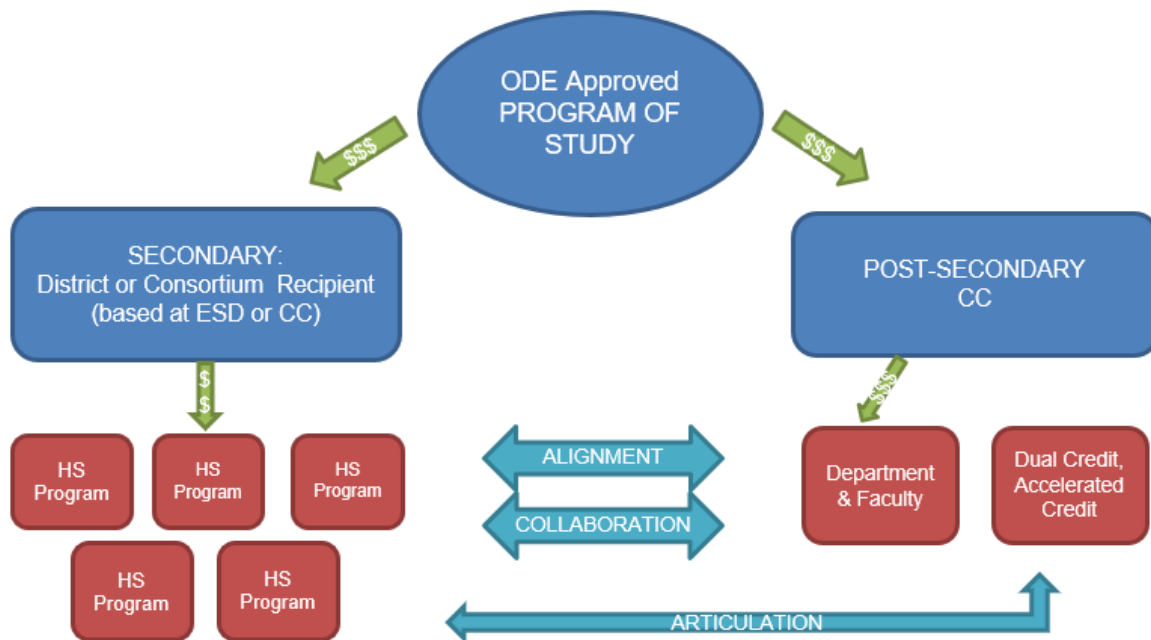 ODE Approved
PROGRAM OF
STUDY
$$$
$$$
SECONDARY:
District or Consortium Recipient
(based at ESD or CC)
POST-SECONDARY
CC
$$
$$$
HS
Program
HS
Program
HS
Program
HS
Program
HS
Program
ALIGNMENT
COLLABORATION
Department
& Faculty
Dual Credit,
Accelerated
Credit
ARTICULATION